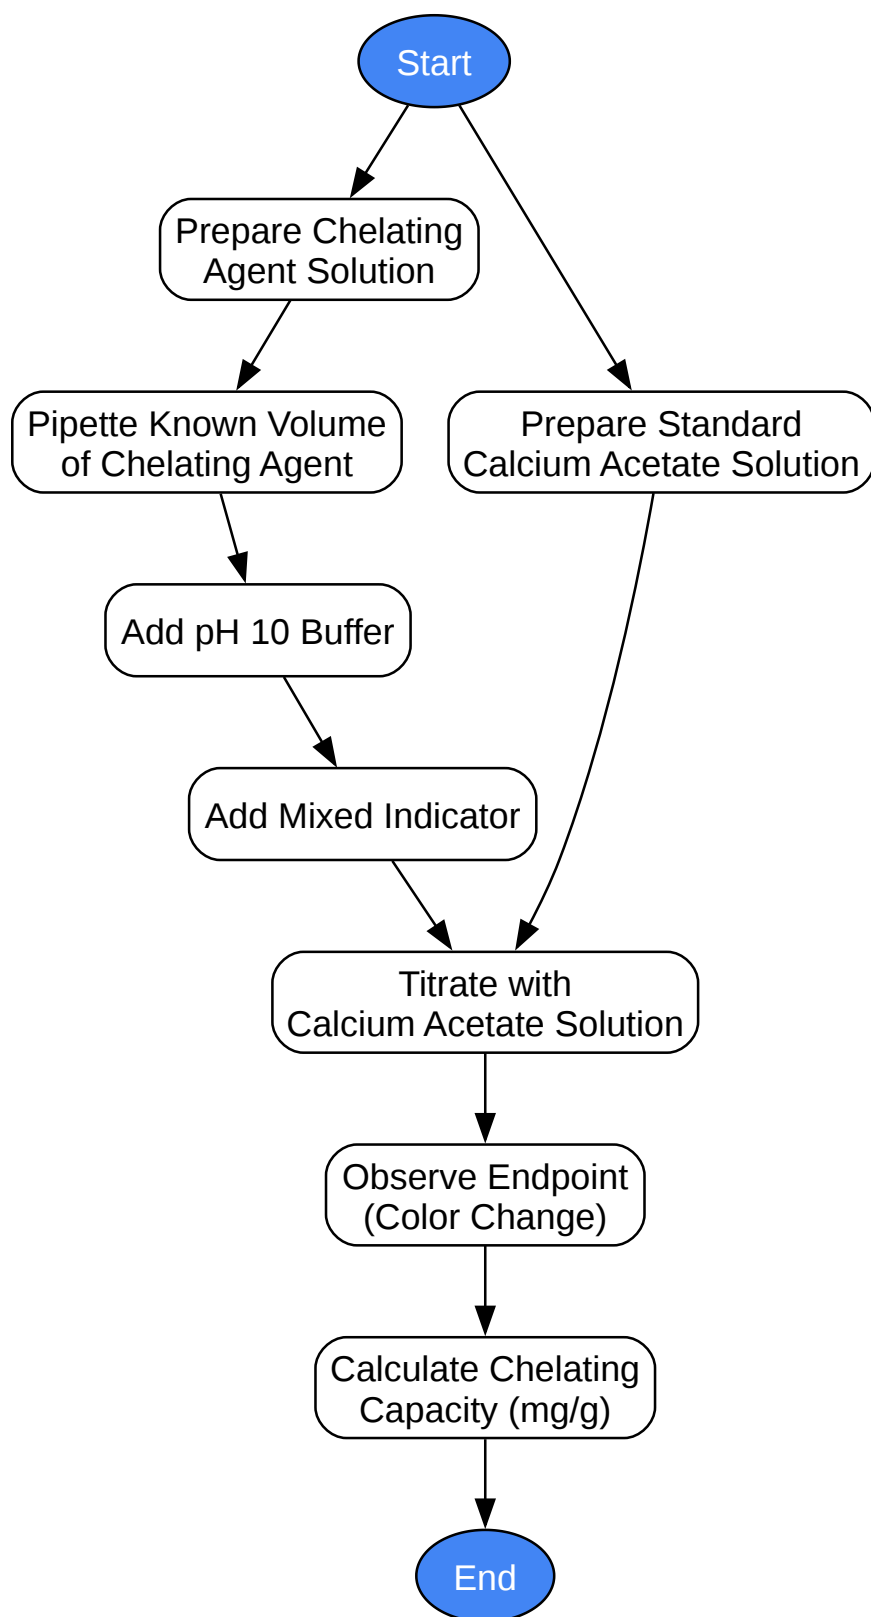 Start
Prepare Chelating
Agent Solution
Pipette Known Volume
of Chelating Agent
Prepare Standard
Calcium Acetate Solution
Add pH 10 Buffer
Add Mixed Indicator
Titrate with
Calcium Acetate Solution
Observe Endpoint
(Color Change)
Calculate Chelating
Capacity (mg/g)
End